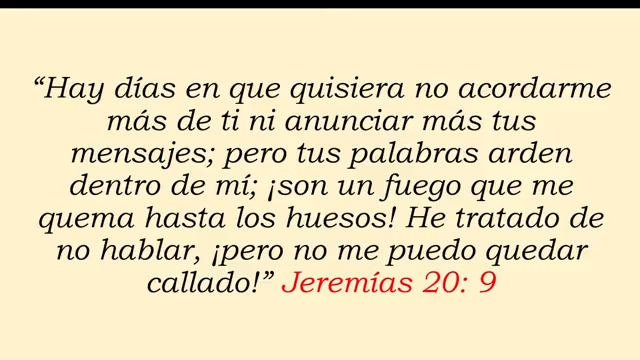 “Hay días en que quisiera no acordarme
más de ti ni anunciar más tus
mensajes; pero tus palabras arden
dentro de mí; ¡son un fuego que me
quema hasta los huesos! He tratado de
no hablar, ¡pero no me puedo quedar
callado!” Jeremías 20: 9